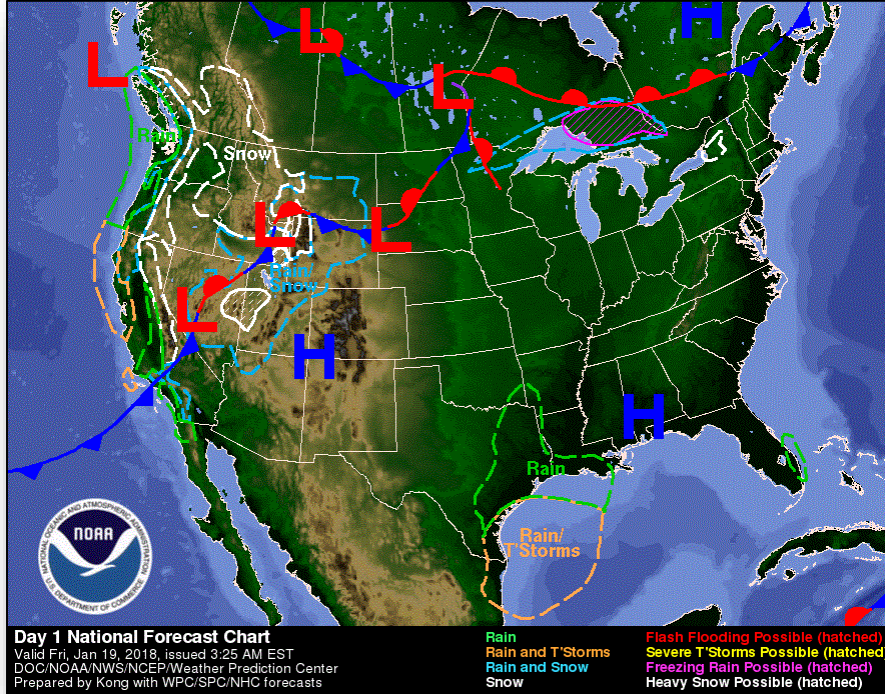 L
L
H
L
Rain
Snow
L
L
Rain/
Snow
L
H
H
Rain
Rain/
T'Storms
NATIONAL OCEANIC AND ATMOSPHERIC ADMINISTRATION
NOAA
U.S. DEPARTMENT OF COMMERCE
Day 1 National Forecast Chart
Valid Fri, Jan 19, 2018, issued 3:25 AM EST
DOC/NOAA/NWS/NCEP/Weather Prediction Center
Prepared by Kong with WPC/SPC/NHC forecasts
Rain
Rain and T'Storms
Rain and Snow
Snow
Flash Flooding Possible (hatched)
Severe T'Storms Possible (hatched)
Freezing Rain Possible (hatched)
Heavy Snow Possible (hatched)